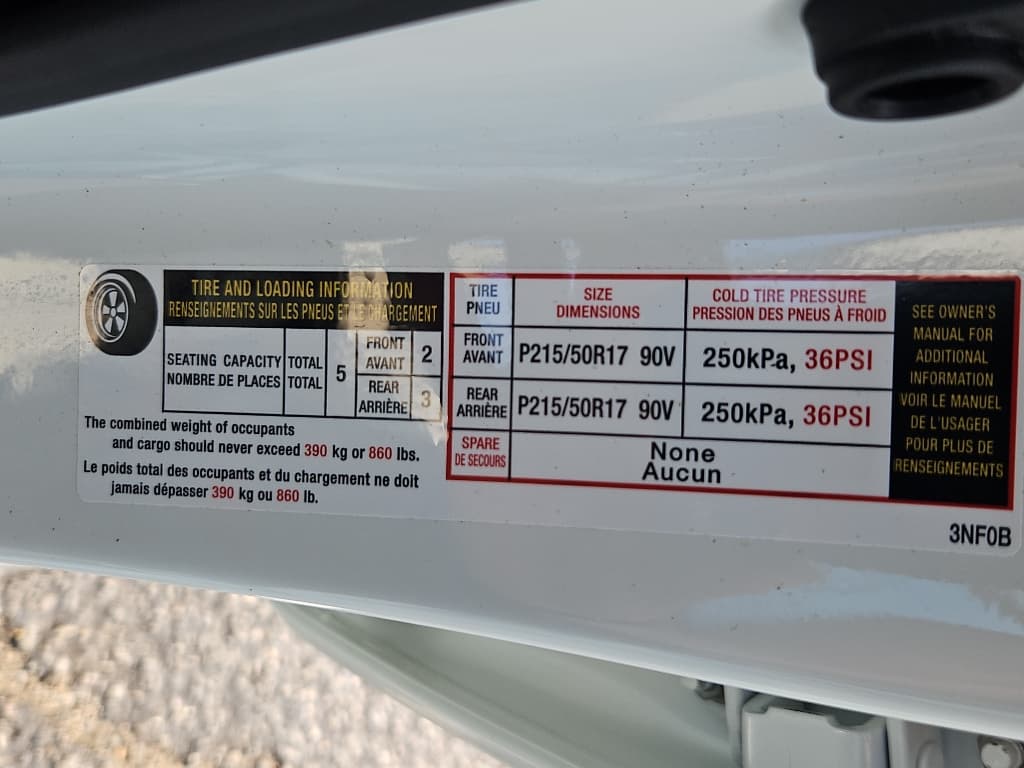 TIRE AND LOADING INFORMATION
RENSEIGNEMENTS SUR LES PNEUS ET LE CHARGEMENT
SEATING CAPACITY
NOMBRE DE PLACES
TOTAL
TOTAL
5
FRONT
AVANT
2
REAR
ARRIÈRE
3
The combined weight of occupants
and cargo should never exceed 390 kg or 860 lbs.
Le poids total des occupants et du chargement ne doit
jamais dépasser 390 kg ou 860 lb.
TIRE
PNEU
SIZE
DIMENSIONS
COLD TIRE PRESSURE
PRESSION DES PNEUS À FROID
FRONT
AVANT
P215/50R17 90V
250kPa, 36PSI
REAR
ARRIÈRE
P215/50R17 90V
250kPa, 36PSI
SPARE
DE SECOURS
None
Aucun
SEE OWNER'S
MANUAL FOR
ADDITIONAL
INFORMATION
VOIR LE MANUEL
DE L'USAGER
POUR PLUS DE
RENSEIGNEMENTS
3NF0B